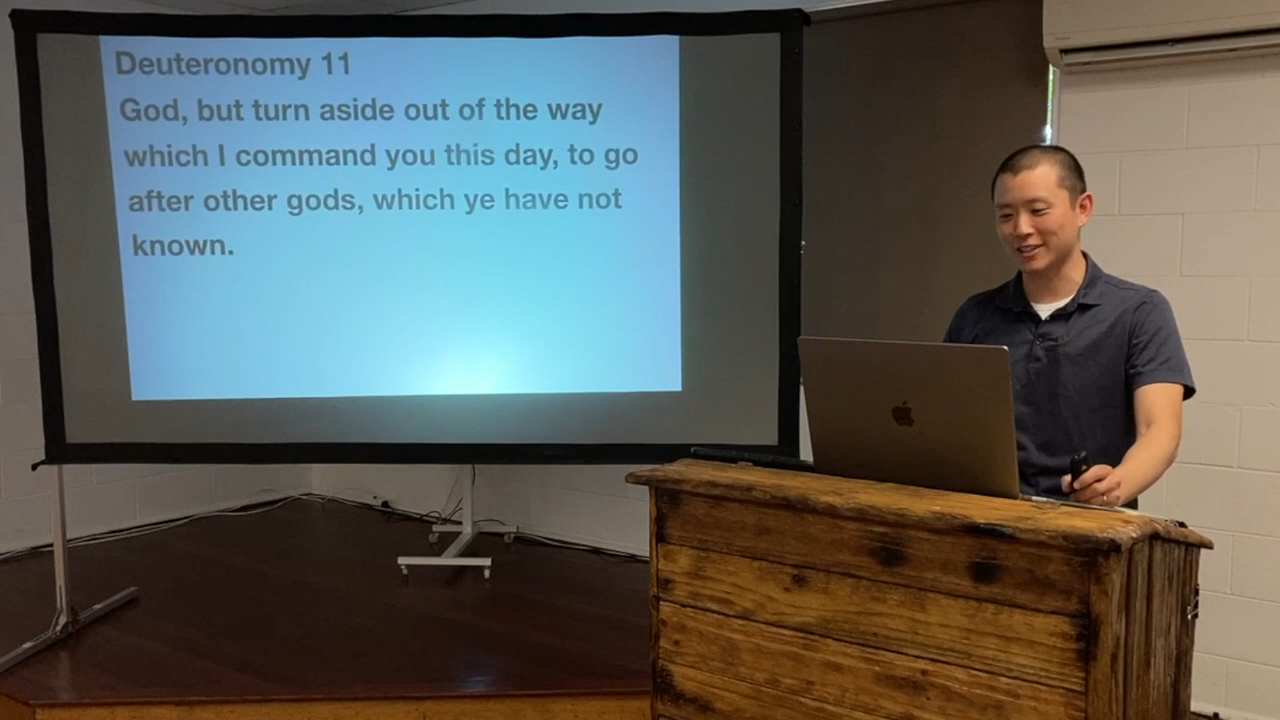 Deuteronomy 11
God, but turn aside out of the way
which I command you this day, to go
after other gods, which ye have not
known.